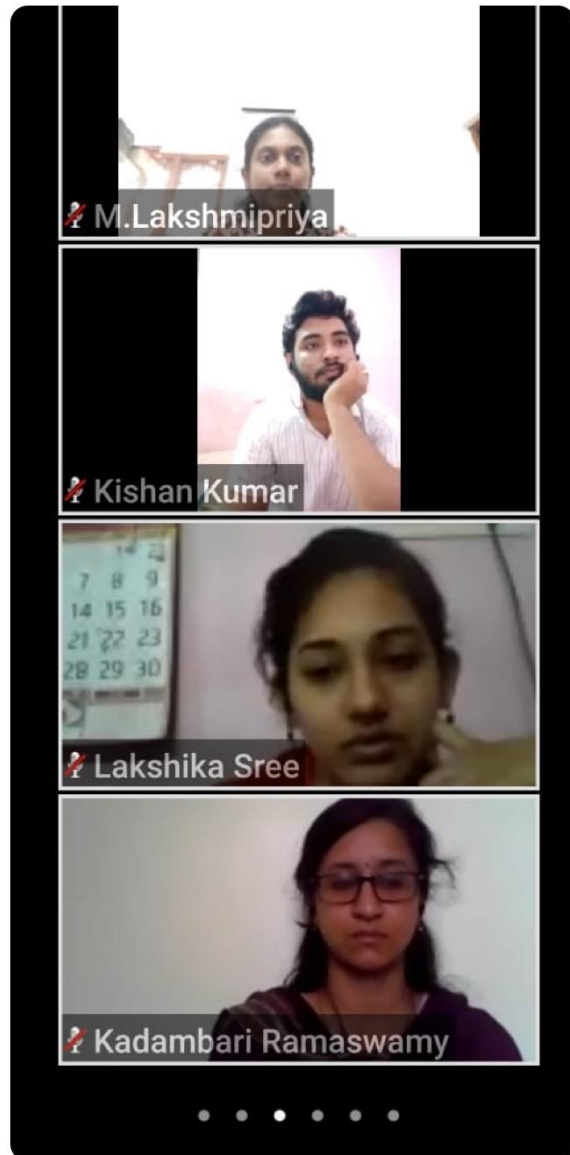 M.Lakshmipriya
Kishan Kumar
7 8 9
14 15 16
21 22 23
28 29 30
Lakshika Sree
Kadambari Ramaswamy